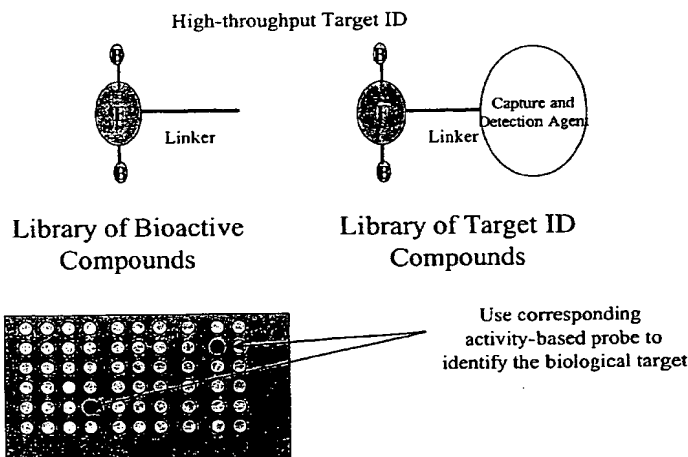 High-throughput Target ID
B
B
T
T
Linker
Linker
Capture and
Detection Agent
B
B
Library of Bioactive
Compounds
Library of Target ID
Compounds
Use corresponding
activity-based probe to
identify the biological target